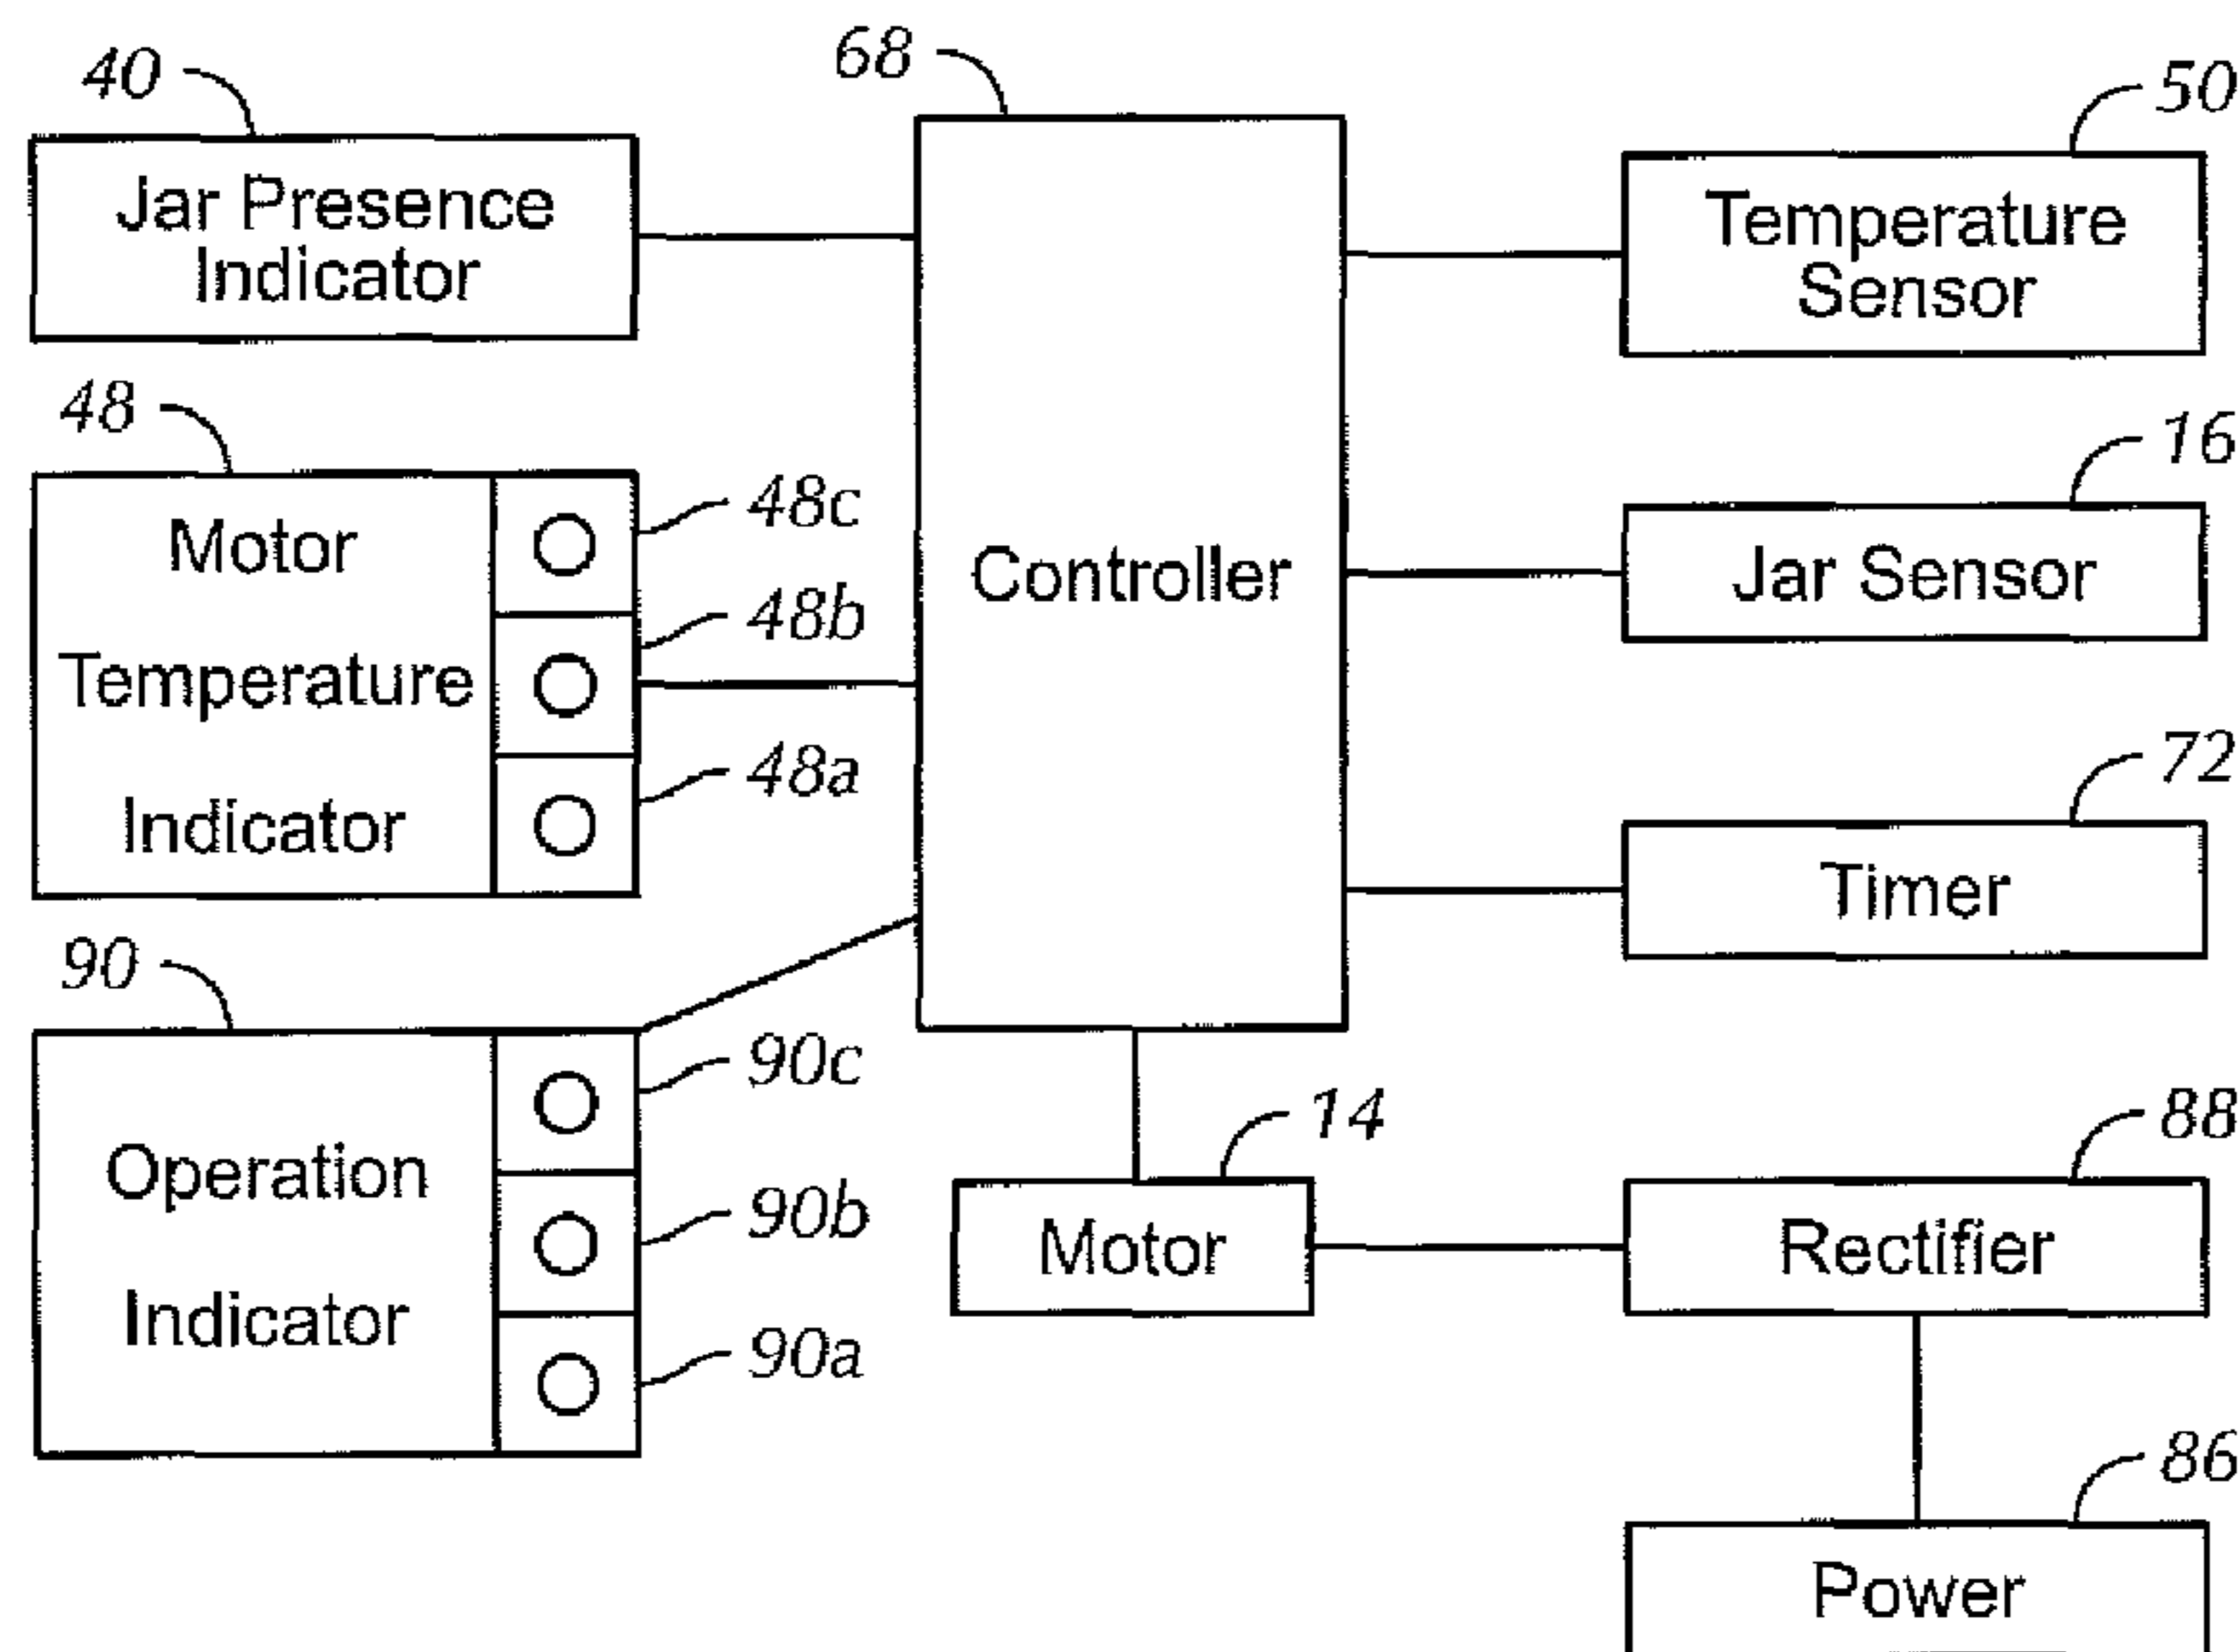 40
Jar Presence
Indicator
48
Motor
Temperature
Indicator
48c
48b
48a
90
Operation
Indicator
90c
90b
90a
68
Controller
14
Motor
50
Temperature
Sensor
16
Jar Sensor
72
Timer
88
Rectifier
86
Power